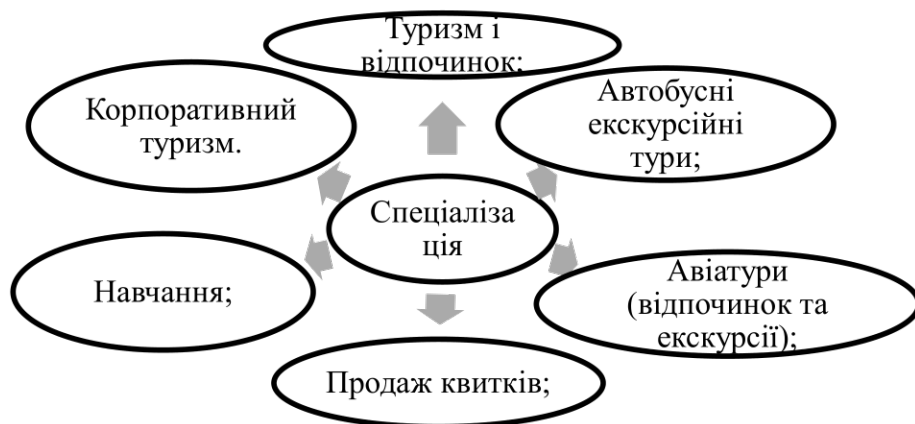 Туризм і
відпочинок;
Корпоративний
туризм.
Автобусні
екскурсійні
тури;
Спеціаліза
ція
Навчання;
Авіатури
(відпочинок та
екскурсії);
Продаж квитків;